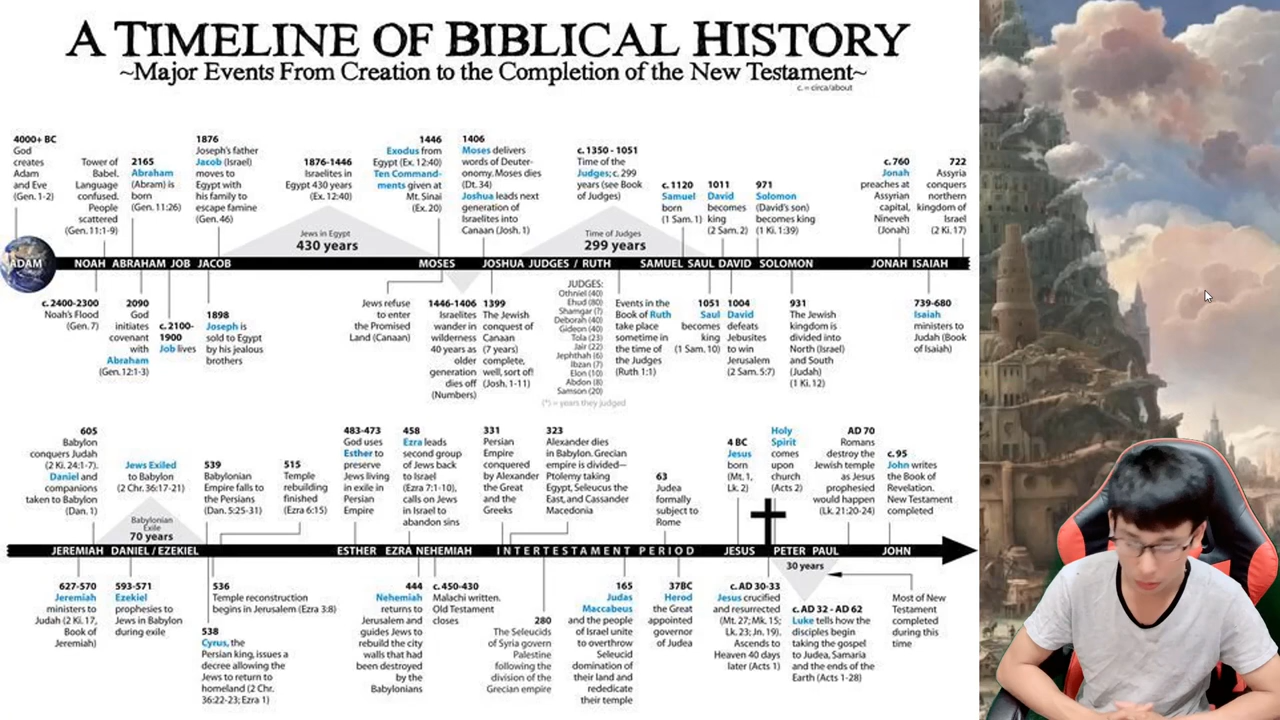 A TIMELINE OF BIBLICAL HISTORY
~Major Events From Creation to the Completion of the New Testament~
c. = circa/about
4000+ BC
God
creates
Adam
and Eve
(Gen. 1-2)
Tower of
Babel.
Language
confused.
People
scattered
(Gen. 11:1-9)
2165
Abraham
(Abram) is
born
(Gen. 11:26)
1876
Joseph's father
Jacob (Israel)
moves to
Egypt with
his family to
escape famine
(Gen. 46)
1876-1446
Israelites in
Egypt 430 years
(Ex. 12:40)
1446
Exodus from
Egypt (Ex. 12:40)
Ten Command-
ments given at
Mt. Sinai
(Ex. 20)
1406
Moses delivers
words of Deuter-
onomy. Moses dies
(Dt. 34)
Joshua leads next
generation of
Israelites into
Canaan (Josh. 1)
c. 1350 - 1051
Time of the
Judges; c. 299
years (see Book
of Judges)
c. 1120
Samuel
born
(1 Sam. 1)
1011
David
becomes
king
(2 Sam. 2)
971
Solomon
(David's son)
becomes king
(1 Ki. 1:39)
c. 760
Jonah
preaches at
Assyrian
capital,
Nineveh
(Jonah)
722
Assyria
conquers
northern
kingdom of
Israel
(2 Ki. 17)
Jews in Egypt
430 years
Time of Judges
299 years
ADAM NOAH ABRAHAM JOB JACOB MOSES JOSHUA JUDGES / RUTH SAMUEL SAUL DAVID SOLOMON JONAH ISAIAH
c. 2400-2300
Noah's Flood
(Gen. 7)
2090
God
initiates
covenant
with
Abraham
(Gen. 12:1-3)
c. 2100-
1900
Job lives
1898
Joseph is
sold to Egypt
by his jealous
brothers
Jews refuse
to enter
the Promised
Land (Canaan)
1446-1406
Israelites
wander in
wilderness
40 years as
older
generation
dies off
(Numbers)
1399
The Jewish
conquest of
Canaan
(7 years)
complete,
well, sort of!
(Josh. 1-11)
JUDGES:
Othniel (40)
Ehud (80)
Shamgar (?)
Deborah (40)
Gideon (40)
Tola (23)
Jair (22)
Jephthah (6)
Ibzan (7)
Elon (10)
Abdon (8)
Samson (20)
(*) = years they judged
Events in the
Book of Ruth
take place
sometime in
the time of
the Judges
(Ruth 1:1)
1051
Saul
becomes
king
(1 Sam. 10)
1004
David
defeats
Jebusites
to win
Jerusalem
(2 Sam. 5:7)
931
The Jewish
kingdom is
divided into
North (Israel)
and South
(Judah)
(1 Ki. 12)
739-680
Isaiah
ministers to
Judah (Book
of Isaiah)
605
Babylon
conquers Judah
(2 Ki. 24:1-7).
Daniel and
companions
taken to Babylon
(Dan. 1)
Jews Exiled
to Babylon
(2 Chr. 36:17-21)
539
Babylonian
Empire falls to
the Persians
(Dan. 5:25-31)
515
Temple
rebuilding
finished
(Ezra 6:15)
483-473
God uses
Esther to
preserve
Jews living
in exile in
Persian
Empire
458
Ezra leads
second group
of Jews back
to Israel
(Ezra 7:1-10),
calls on Jews
in Israel to
abandon sins
331
Persian
Empire
conquered
by Alexander
the Great
and the
Greeks
323
Alexander dies
in Babylon. Grecian
empire is divided—
Ptolemy taking
Egypt, Seleucus the
East, and Cassander
Macedonia
63
Judea
formally
subject to
Rome
4 BC
Jesus
born
(Mt. 1,
Lk. 2)
Holy
Spirit
comes
upon
church
(Acts 2)
AD 70
Romans
destroy the
Jewish temple
as Jesus
prophesied
would happen
(Lk. 21:20-24)
c. 95
John writes
the Book of
Revelation.
New Testament
completed
Babylonian
Exile
70 years
JEREMIAH DANIEL / EZEKIEL ESTHER EZRA NEHEMIAH INTERTESTAMENT PERIOD JESUS PETER PAUL JOHN
30 years
627-570
Jeremiah
ministers to
Judah (2 Ki. 17,
Book of
Jeremiah)
593-571
Ezekiel
prophesies to
Jews in Babylon
during exile
536
Temple reconstruction
begins in Jerusalem (Ezra 3:8)
538
Cyrus, the
Persian king, issues a
decree allowing the
Jews to return to
homeland (2 Chr.
36:22-23; Ezra 1)
444
Nehemiah
returns to
Jerusalem and
guides Jews to
rebuild the city
walls that had
been destroyed
by the
Babylonians
c. 450-430
Malachi written.
Old Testament
closes
280
The Seleucids
of Syria govern
Palestine
following the
division of the
Grecian empire
165
Judas
Maccabeus
and the people
of Israel unite
to overthrow
Seleucid
domination of
their land and
rededicate
their temple
37BC
Herod
the Great
appointed
governor
of Judea
c. AD 30-33
Jesus crucified
and resurrected
(Mt. 27; Mk. 15;
Lk. 23; Jn. 19).
Ascends to
Heaven 40 days
later (Acts 1)
c. AD 32 - AD 62
Luke tells how the
disciples begin
taking the gospel
to Judea, Samaria
and the ends of the
Earth (Acts 1-28)
Most of New
Testament
completed
during this
time